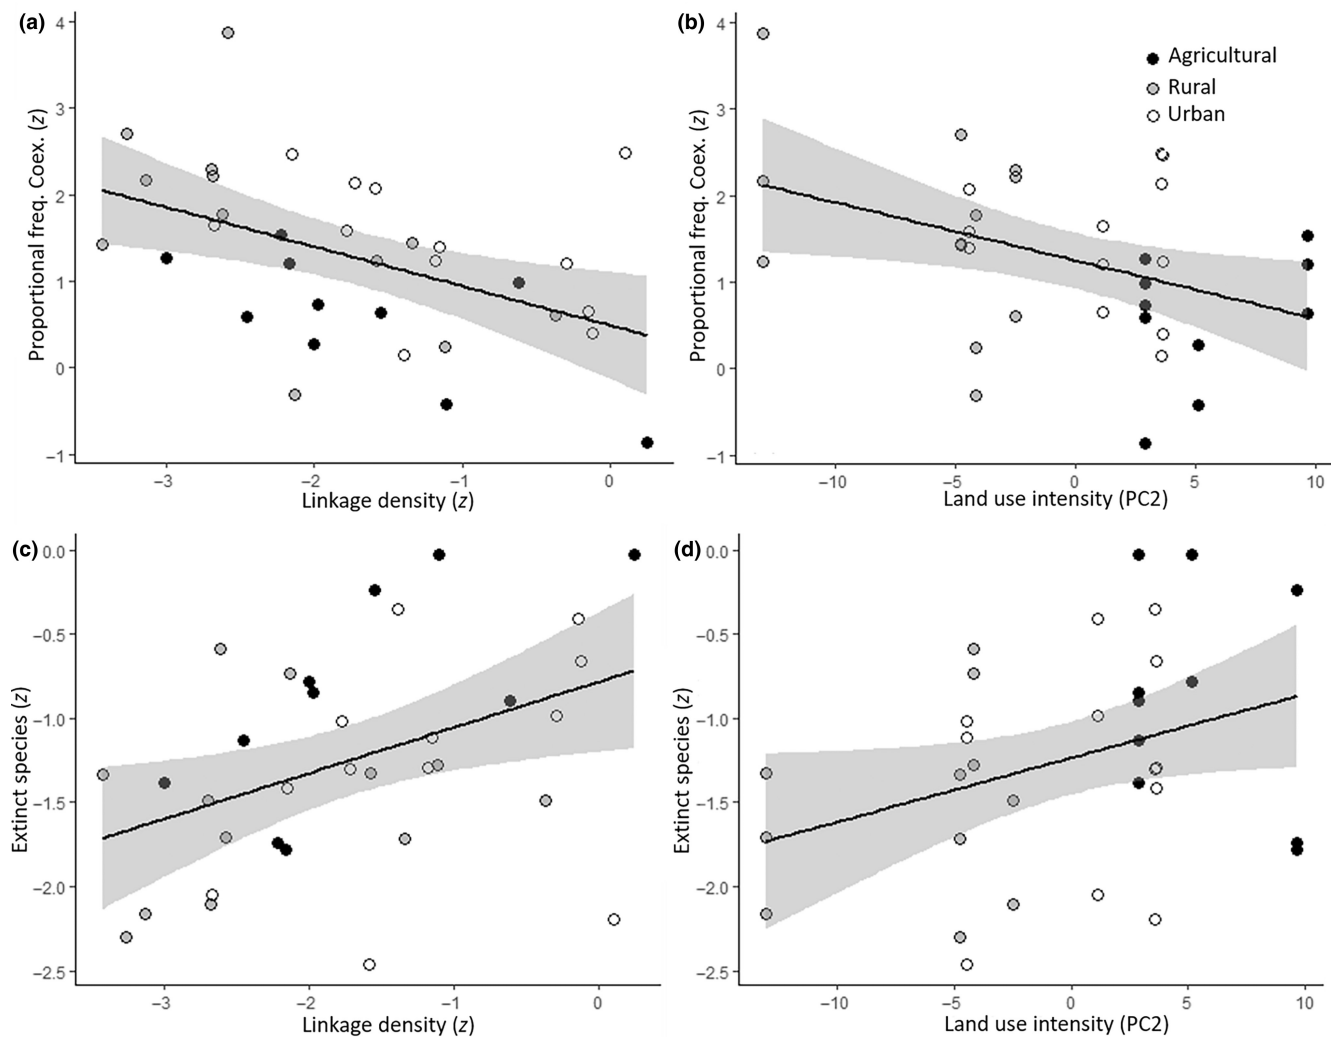 (a)
Proportional freq. Coex. (z)
4
3
2
1
0
−1
−3
−2
−1
0
Linkage density (z)
(b)
Proportional freq. Coex. (z)
4
3
2
1
0
−1
−10
−5
0
5
10
Land use intensity (PC2)
Agricultural
Rural
Urban
(c)
Extinct species (z)
0.0
−0.5
−1.0
−1.5
−2.0
−2.5
−3
−2
−1
0
Linkage density (z)
(d)
Extinct species (z)
0.0
−0.5
−1.0
−1.5
−2.0
−2.5
−10
−5
0
5
10
Land use intensity (PC2)